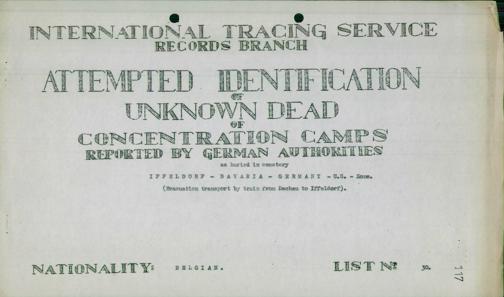 INTERNATIONAL TRACING SERVICE
RECORDS BRANCH
ATTEMPTED IDENTIFICATION
OF
UNKNOWN DEAD
OF
CONCENTRATION CAMPS
REPORTED BY GERMAN AUTHORITIES
as buried in cemetery
IFFELDORF - BAVARIA - GERMANY - U.S. - Zone.
(Evacuation transport by train from Dachau to Iffeldorf).
NATIONALITY: BELGIAN. LIST Nº 30.
117